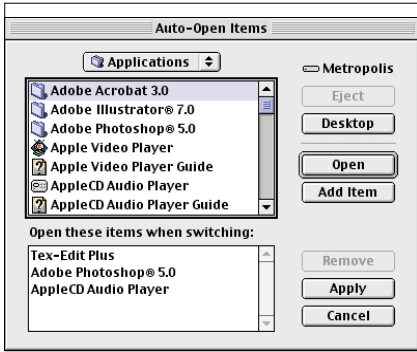 Auto-Open Items
Applications
Metropolis
Adobe Acrobat 3.0
Adobe Illustrator® 7.0
Adobe Photoshop® 5.0
Apple Video Player
Apple Video Player Guide
AppleCD Audio Player
AppleCD Audio Player Guide
Eject
Desktop
Open
Add Item
Open these items when switching:
Tex-Edit Plus
Adobe Photoshop® 5.0
AppleCD Audio Player
Remove
Apply
Cancel